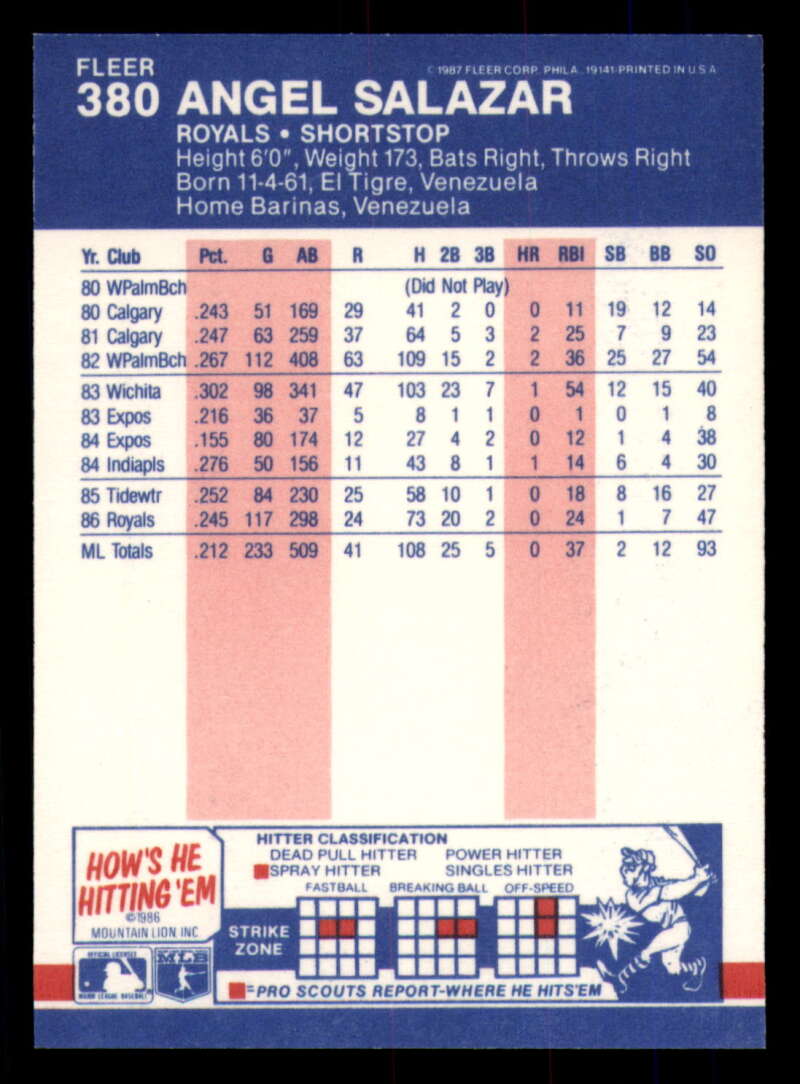 FLEER
© 1987 FLEER CORP. PHILA. 19141-PRINTED IN U.S.A.
380 ANGEL SALAZAR
ROYALS • SHORTSTOP
Height 6'0", Weight 173, Bats Right, Throws Right
Born 11-4-61, El Tigre, Venezuela
Home Barinas, Venezuela
Yr. Club Pct. G AB R H 2B 3B HR RBI SB BB SO
80 WPalmBch (Did Not Play)
80 Calgary .243 51 169 29 41 2 0 0 11 19 12 14
81 Calgary .247 63 259 37 64 5 3 2 25 7 9 23
82 WPalmBch .267 112 408 63 109 15 2 2 36 25 27 54
83 Wichita .302 98 341 47 103 23 7 1 54 12 15 40
83 Expos .216 36 37 5 8 1 1 0 1 0 1 8
84 Expos .155 80 174 12 27 4 2 0 12 1 4 38
84 Indiapls .276 50 156 11 43 8 1 1 14 6 4 30
85 Tidewtr .252 84 230 25 58 10 1 0 18 8 16 27
86 Royals .245 117 298 24 73 20 2 0 24 1 7 47
ML Totals .212 233 509 41 108 25 5 0 37 2 12 93
HOW'S HE
HITTING 'EM
©1986
MOUNTAIN LION INC
OFFICIAL LICENSEE
MAJOR LEAGUE BASEBALL
MLB
HITTER CLASSIFICATION
DEAD PULL HITTER POWER HITTER
SPRAY HITTER SINGLES HITTER
FASTBALL BREAKING BALL OFF-SPEED
STRIKE
ZONE
=PRO SCOUTS REPORT-WHERE HE HITS'EM